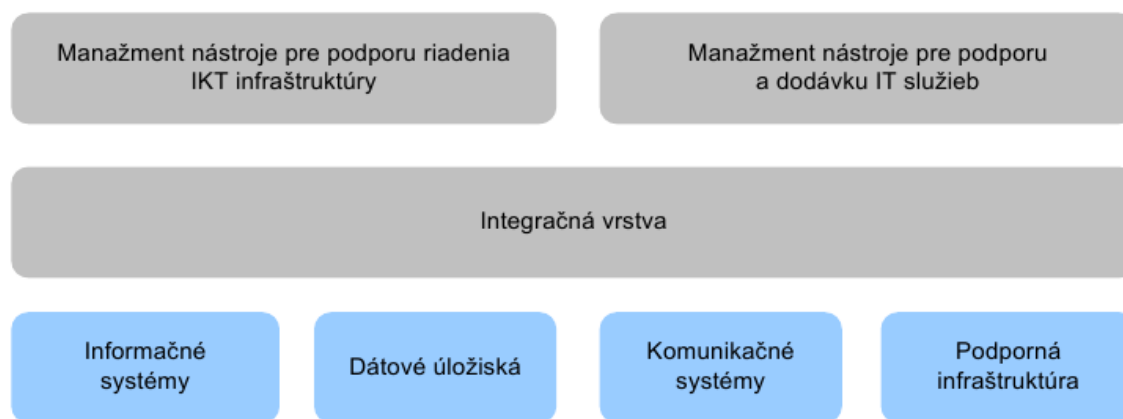 Manažment nástroje pre podporu riadenia
IKT infraštruktúry
Manažment nástroje pre podporu
a dodávku IT služieb
Integračná vrstva
Informačné
systémy
Dátové úložiská
Komunikačné
systémy
Podporná
infraštruktúra